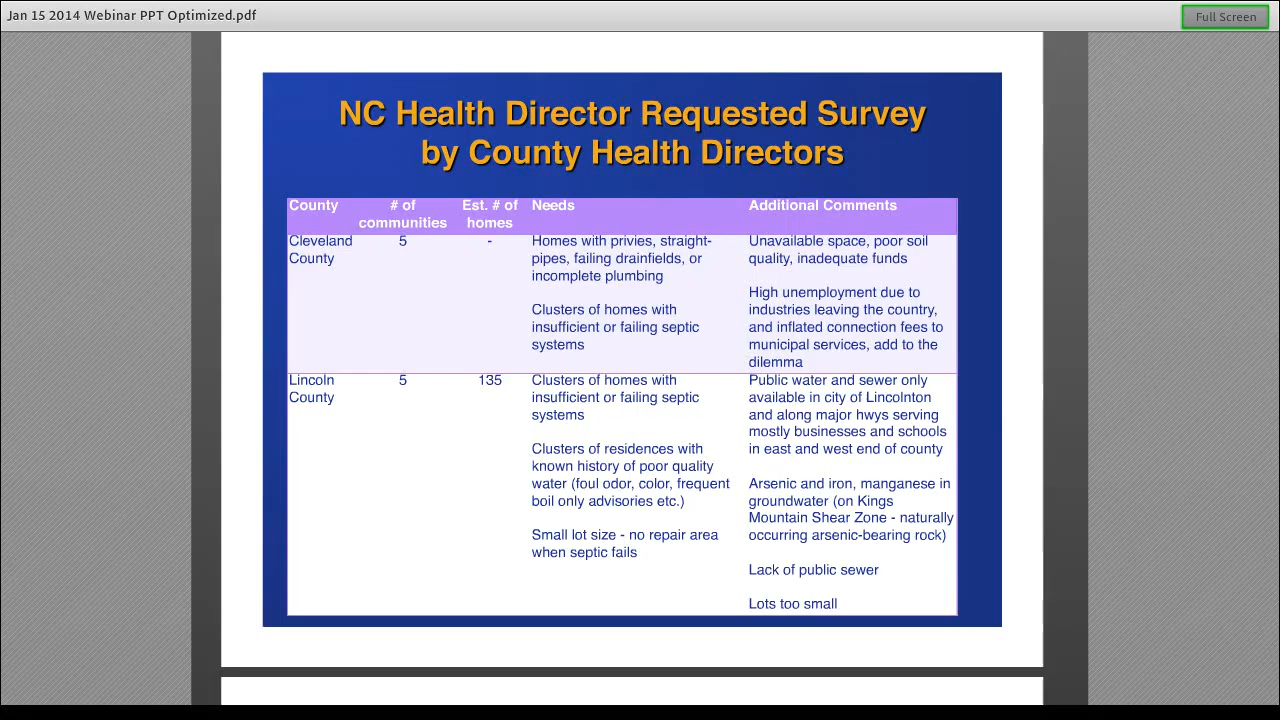 Jan 15 2014 Webinar PPT Optimized.pdf
Full Screen
NC Health Director Requested Survey
by County Health Directors
County # of communities Est. # of homes Needs Additional Comments
Cleveland County
5
-
Homes with privies, straight-
pipes, failing drainfields, or
incomplete plumbing
Clusters of homes with
insufficient or failing septic
systems
Unavailable space, poor soil
quality, inadequate funds
High unemployment due to
industries leaving the country,
and inflated connection fees to
municipal services, add to the
dilemma
Lincoln
County
5
135
Clusters of homes with
insufficient or failing septic
systems
Clusters of residences with
known history of poor quality
water (foul odor, color, frequent
boil only advisories etc.)
Small lot size - no repair area
when septic fails
Public water and sewer only
available in city of Lincolnton
and along major hwys serving
mostly businesses and schools
in east and west end of county
Arsenic and iron, manganese in
groundwater (on Kings
Mountain Shear Zone - naturally
occurring arsenic-bearing rock)
Lack of public sewer
Lots too small